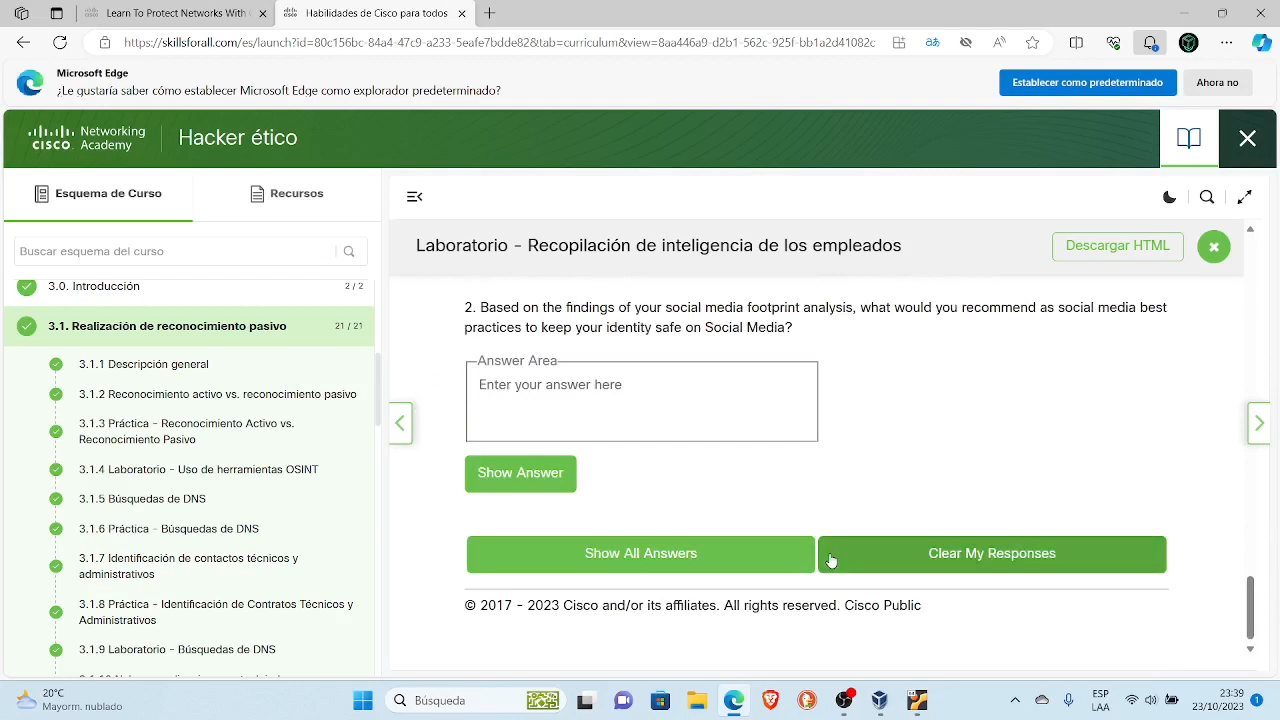 Learn To Protect Networks With
Habilidades de Cisco para todos
https://skillsforall.com/es/launch?id=80c156bc-84a4-47c9-a233-5eafe7bdde82&tab=curriculum&view=8aa446a9-d2b1-562c-925f-bb1a2d41082c
Microsoft Edge
¿Le gustaría saber cómo establecer Microsoft Edge como explorador predeterminado?
Establecer como predeterminado
Ahora no
Networking
Academy
CISCO
Hacker ético
Esquema de Curso
Recursos
Buscar esquema del curso
3.0. Introducción
2 / 2
3.1. Realización de reconocimiento pasivo
21 / 21
3.1.1 Descripción general
3.1.2 Reconocimiento activo vs. reconocimiento pasivo
3.1.3 Práctica - Reconocimiento Activo vs.
Reconocimiento Pasivo
3.1.4 Laboratorio - Uso de herramientas OSINT
3.1.5 Búsquedas de DNS
3.1.6 Práctica - Búsquedas de DNS
3.1.7 Identificación de contactos técnicos y
administrativos
3.1.8 Práctica - Identificación de Contratos Técnicos y
Administrativos
3.1.9 Laboratorio - Búsquedas de DNS
Laboratorio - Recopilación de inteligencia de los empleados
Descargar HTML
2. Based on the findings of your social media footprint analysis, what would you recommend as social media best
practices to keep your identity safe on Social Media?
Answer Area
Enter your answer here
Show Answer
Show All Answers
Clear My Responses
© 2017 - 2023 Cisco and/or its affiliates. All rights reserved. Cisco Public
20°C
Mayorm. nublado
Búsqueda
ESP
LAA
23:39
23/10/2023
1